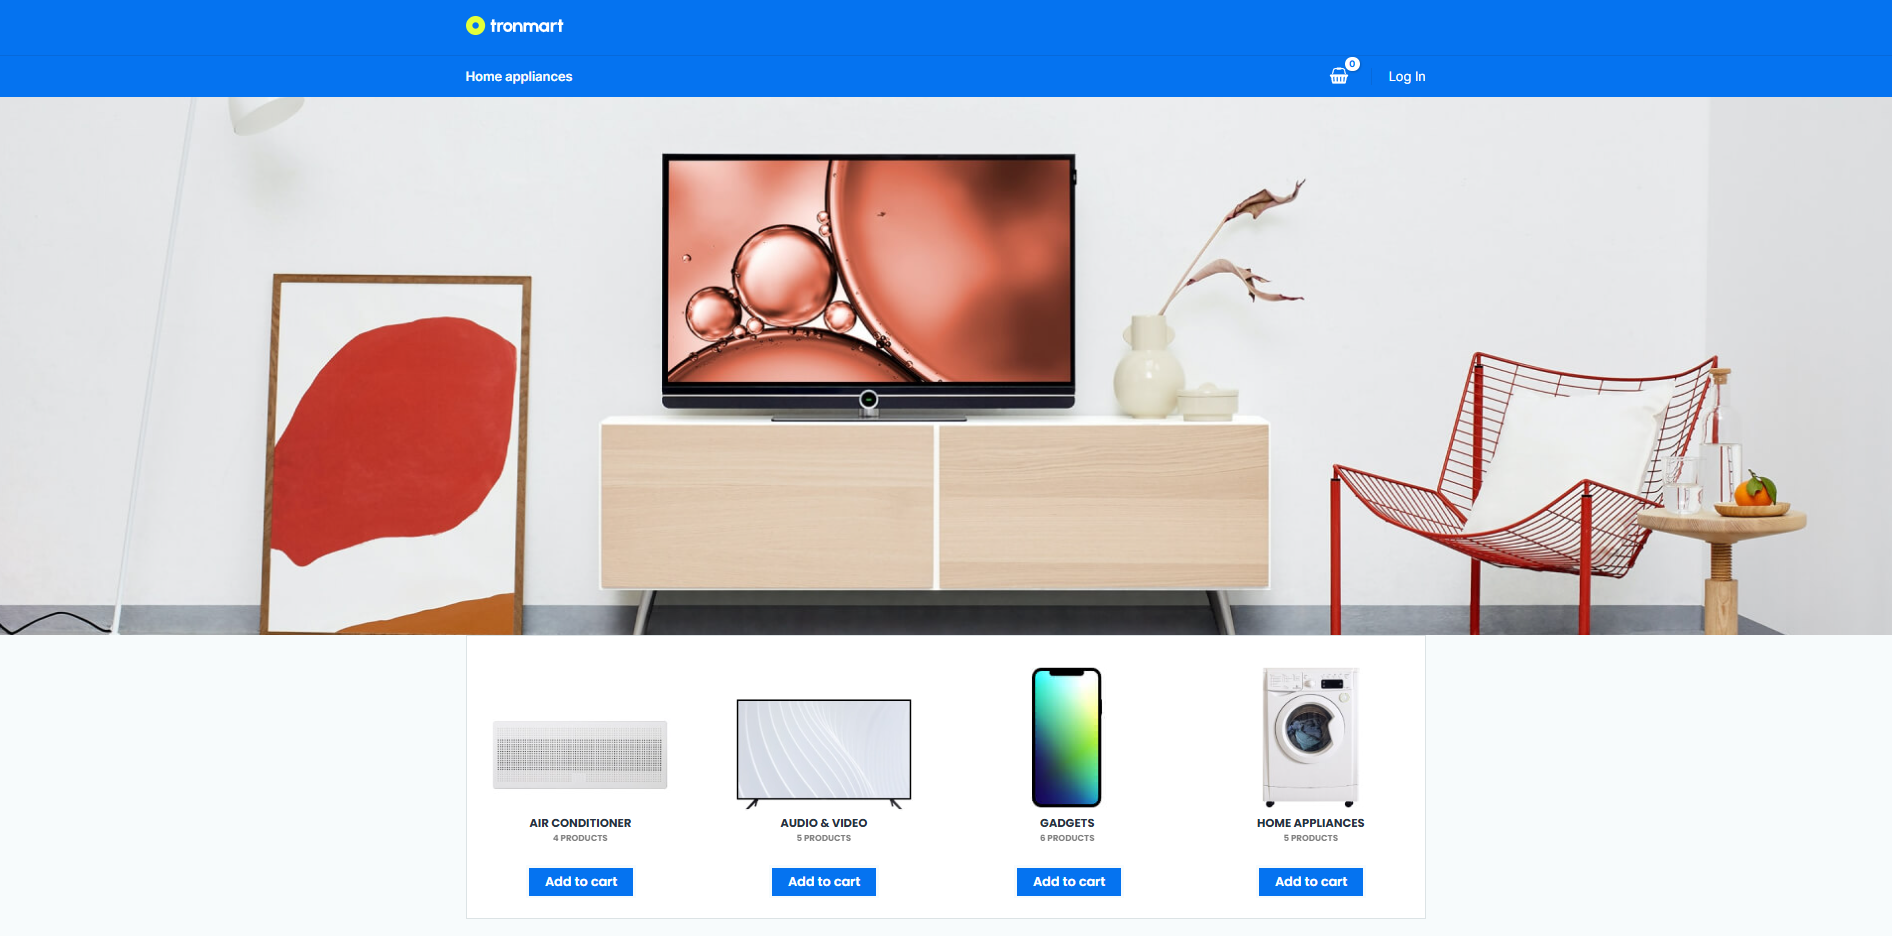 tronmart
Home appliances
0
Log In
AIR CONDITIONER
4 PRODUCTS
Add to cart
AUDIO & VIDEO
5 PRODUCTS
Add to cart
GADGETS
6 PRODUCTS
Add to cart
HOME APPLIANCES
5 PRODUCTS
Add to cart